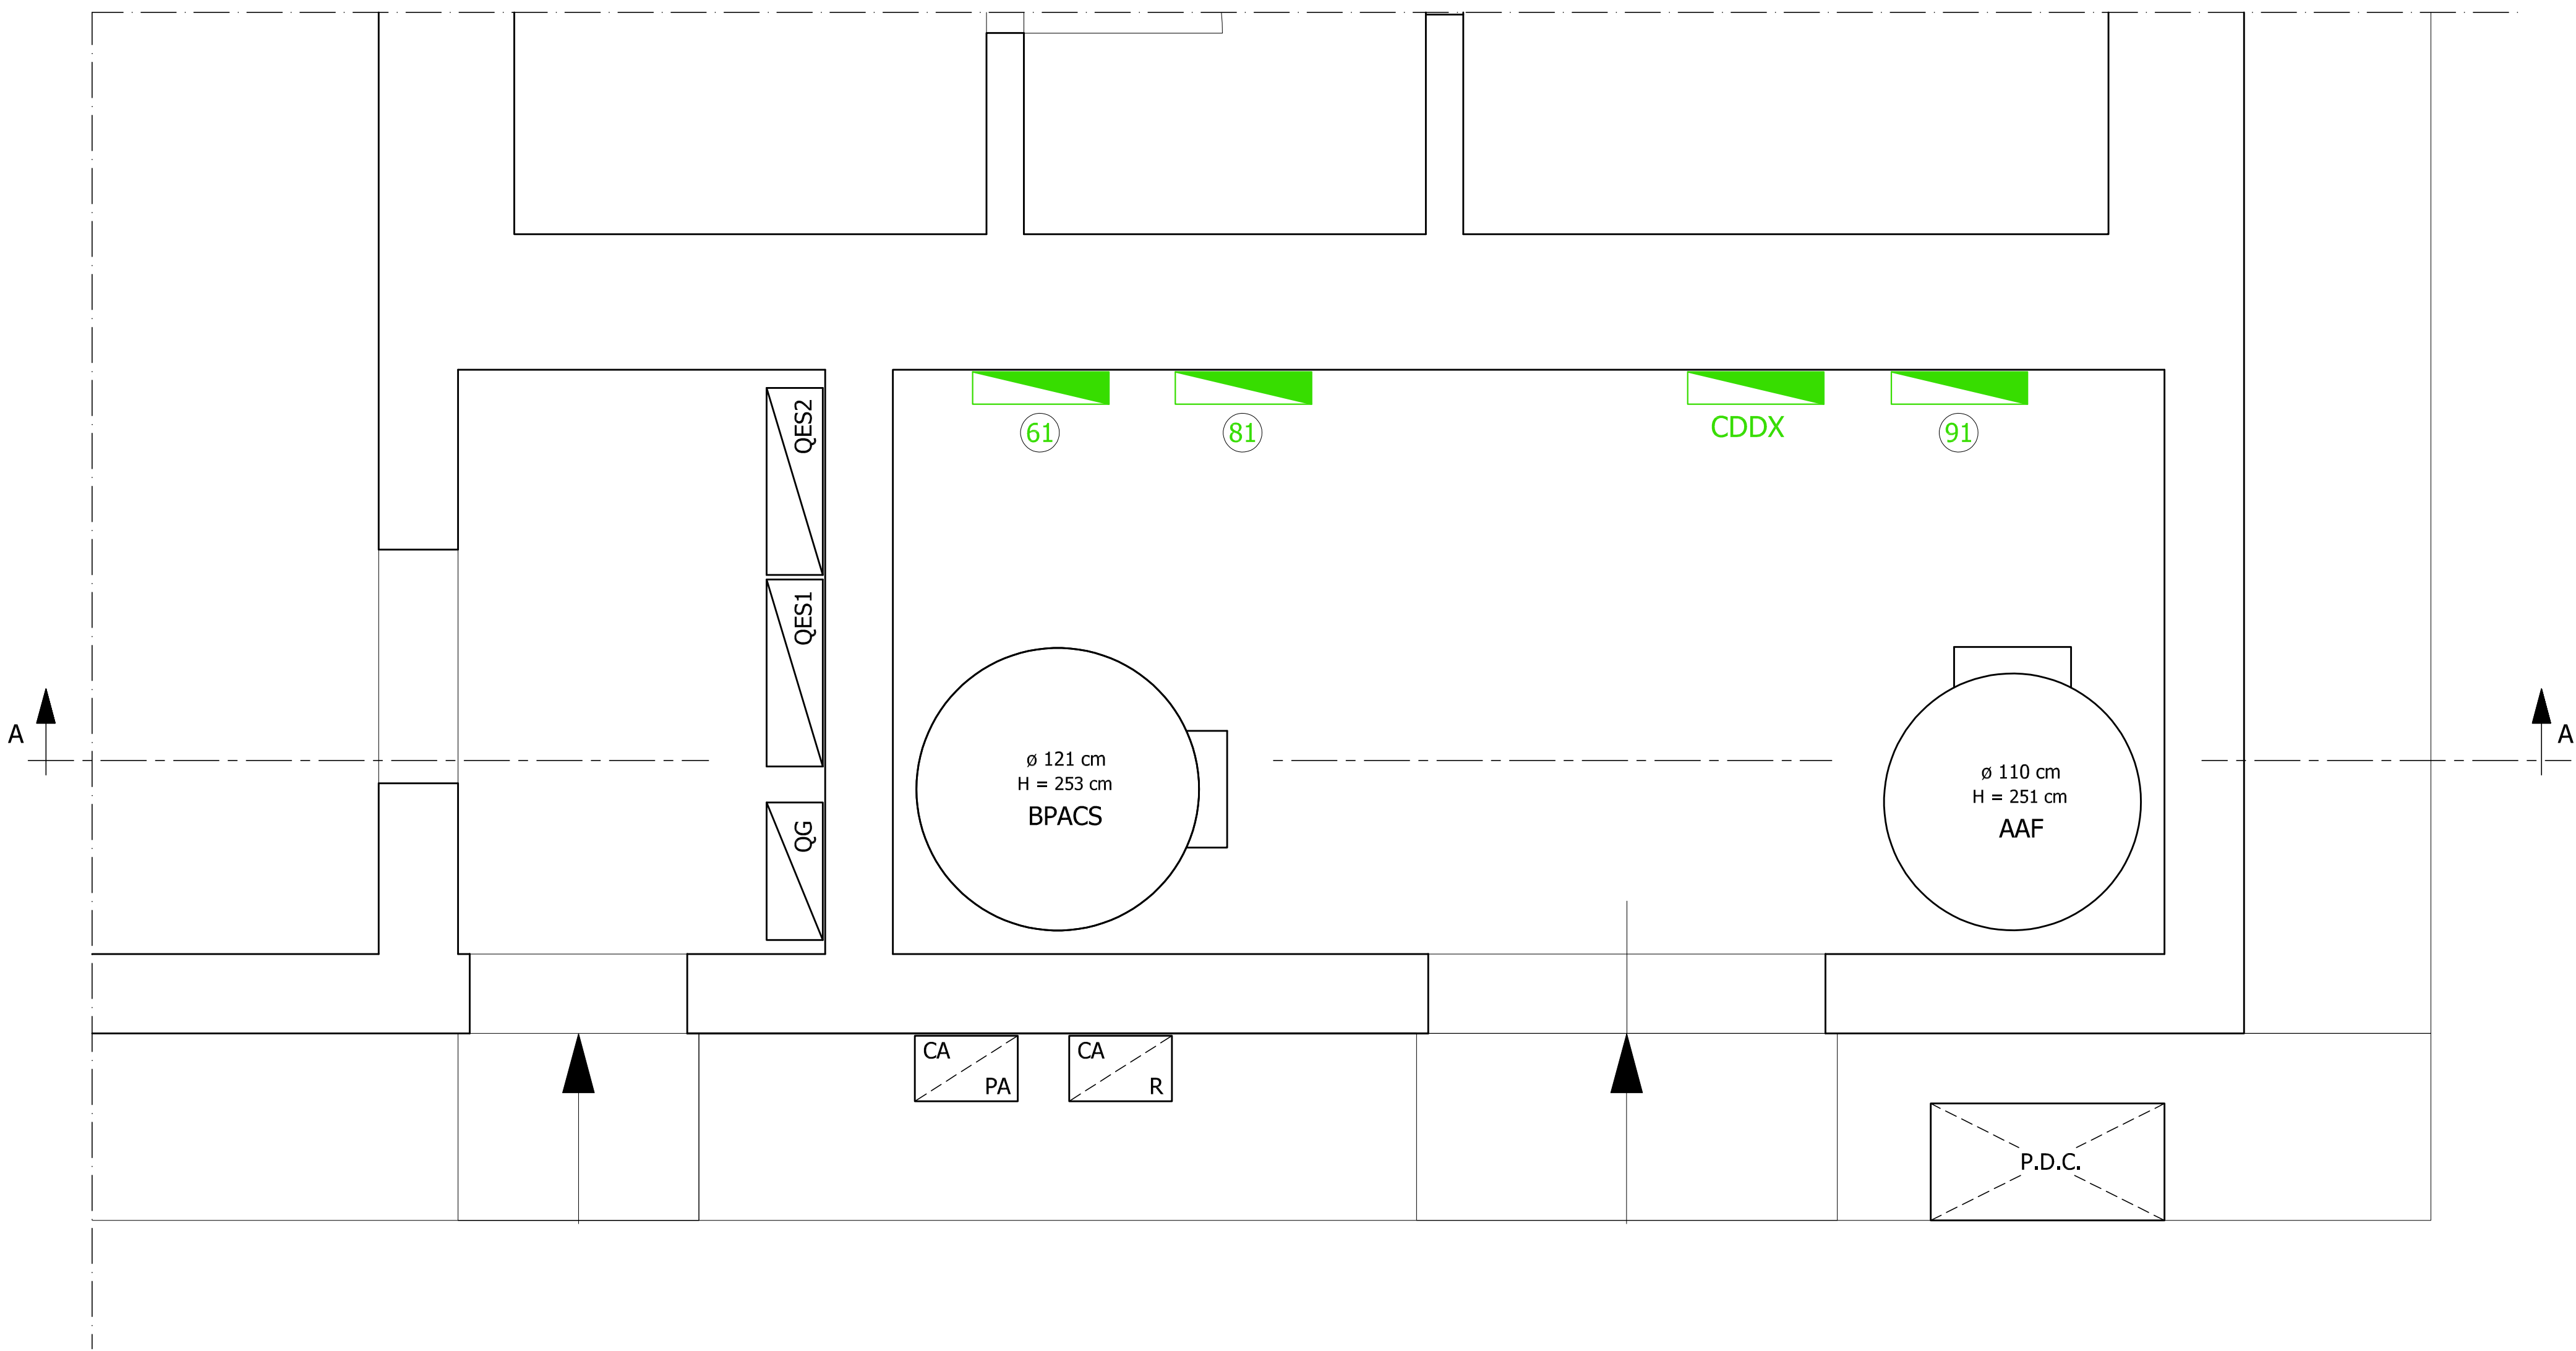 QES2
61
81
CDDX
91
QES1
A
A
ø 121 cm
H = 253 cm
BPACS
ø 110 cm
H = 251 cm
AAF
QG
CA
PA
CA
R
P.D.C.